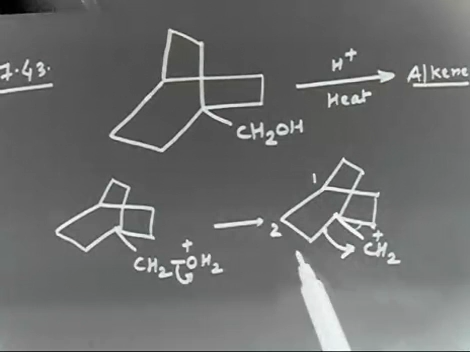 7.43.
H+
Heat
Alkene
CH2OH
+
CH2-OH2
1
2
+
CH2